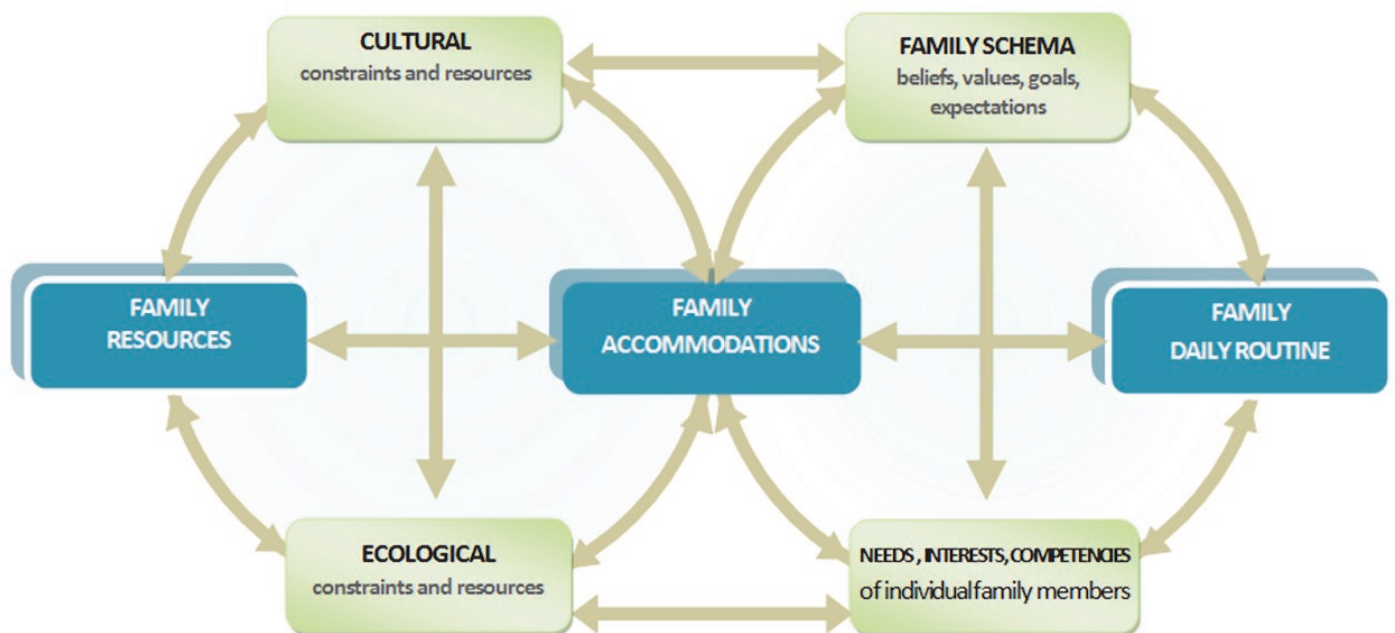 CULTURAL
constraints and resources
FAMILY SCHEMA
beliefs, values, goals,
expectations
FAMILY
RESOURCES
FAMILY
ACCOMMODATIONS
FAMILY
DAILY ROUTINE
ECOLOGICAL
constraints and resources
NEEDS , INTERESTS, COMPETENCIES
of individual family members